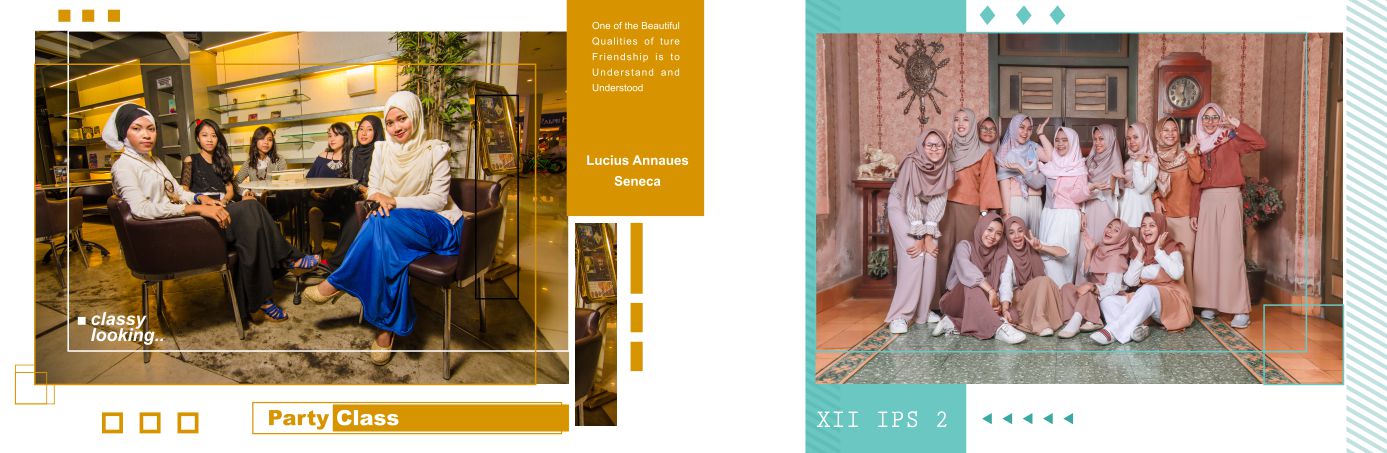 One of the Beautiful
Qualities of ture
Friendship is to
Understand and
Understood
Lucius Annaues
Seneca
classy
looking..
Party Class
XII IPS 2